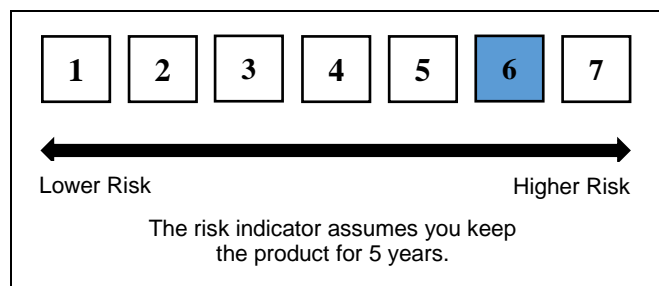 1 2 3 4 5 6 7
Lower Risk Higher Risk
The risk indicator assumes you keep
the product for 5 years.